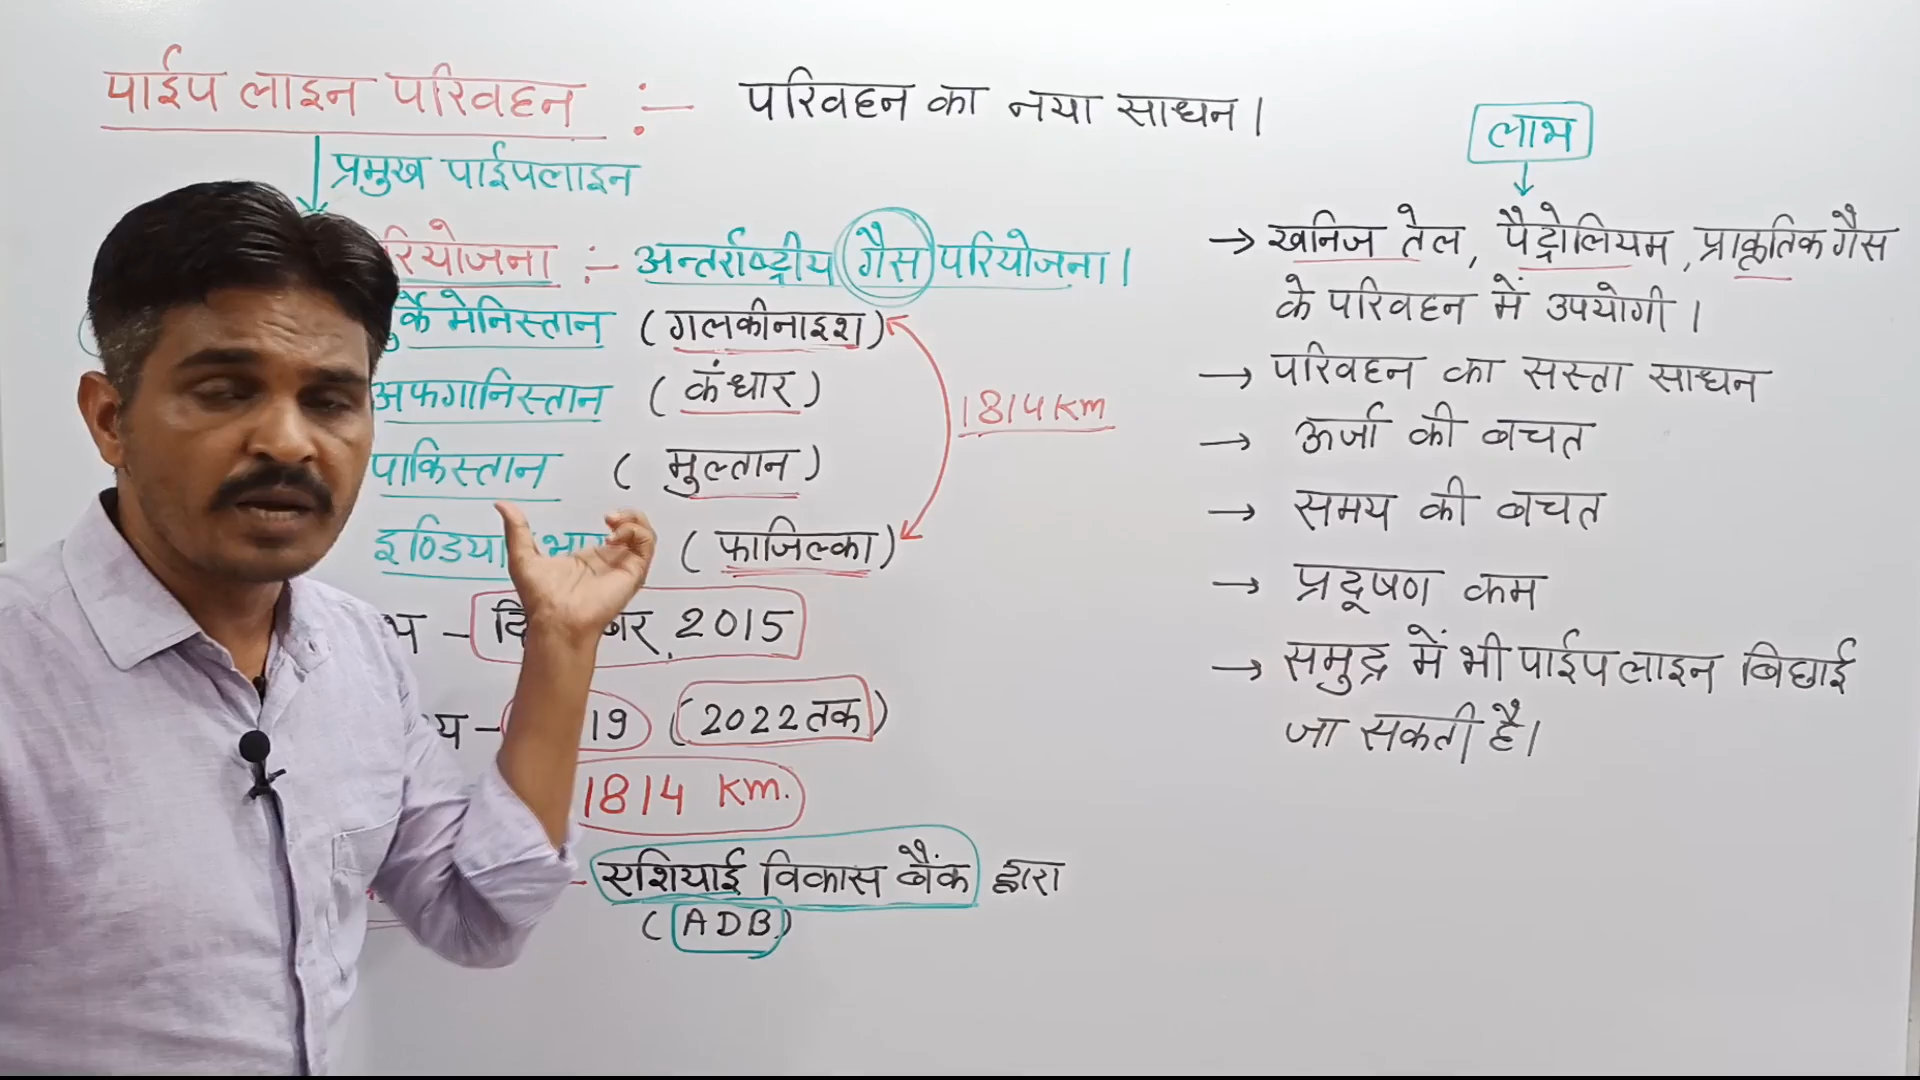 पाईप लाइन परिवहन :- परिवहन का नया साधन।
प्रमुख पाईपलाइन
:- अन्तर्राष्ट्रीय गैस परियोजना।
(गलकीनाइश)
अफगानिस्तान (कंधार)
1814 Km
पाकिस्तान (मुल्तान)
इण्डिया (फाजिल्का)
2015
19 (2022 तक)
1814 Km.
- एशियाई विकास बैंक द्वारा
(ADB)
लाभ
→ खनिज तेल, पैट्रोलियम, प्राकृतिक गैस
के परिवहन में उपयोगी।
→ परिवहन का सस्ता साधन
→ ऊर्जा की बचत
→ समय की बचत
→ प्रदूषण कम
→ समुद्र में भी पाईपलाइन बिछाई
जा सकती है।